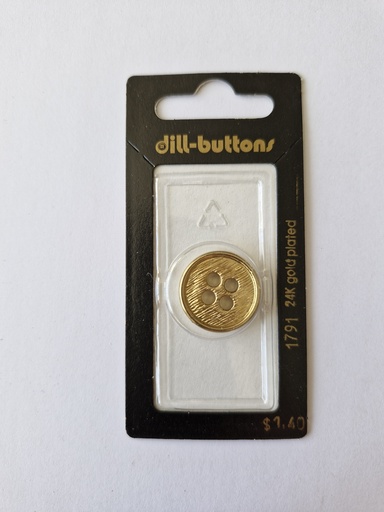 dill-buttons
1791 24K gold plated
$1.40